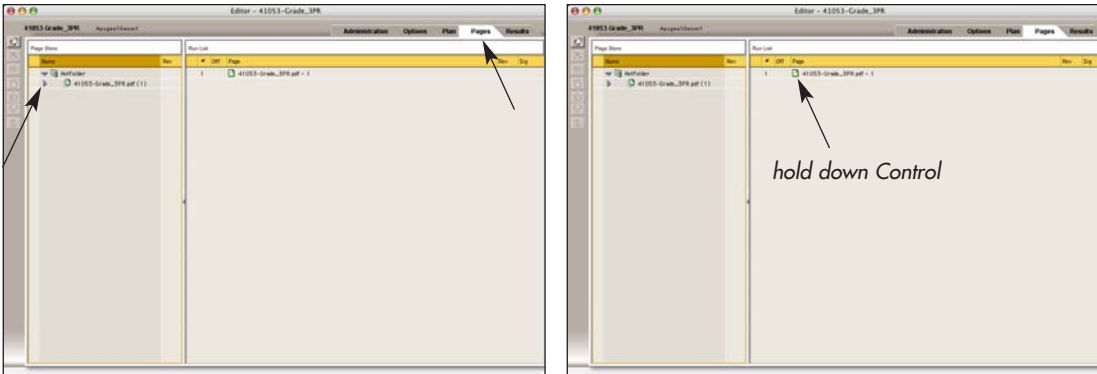 Editor – 41053-Grade_3PR
41053-Grade_3PR ApogeeServer1
Administration Options Plan Pages Results
Page Store
Run List
Name Rev
# Off Page Rev Sig
Hotfolder
1 41053-Grade_3PR.pdf - 1
41053-Grade_3PR.pdf (1)
Editor – 41053-Grade_3PR
41053-Grade_3PR
Administration Options Plan Pages Results
Page Store
Run List
Name Rev
# Off Page Rev Sig
Hotfolder
1 41053-Grade_3PR.pdf - 1
41053-Grade_3PR.pdf (1)
hold down Control